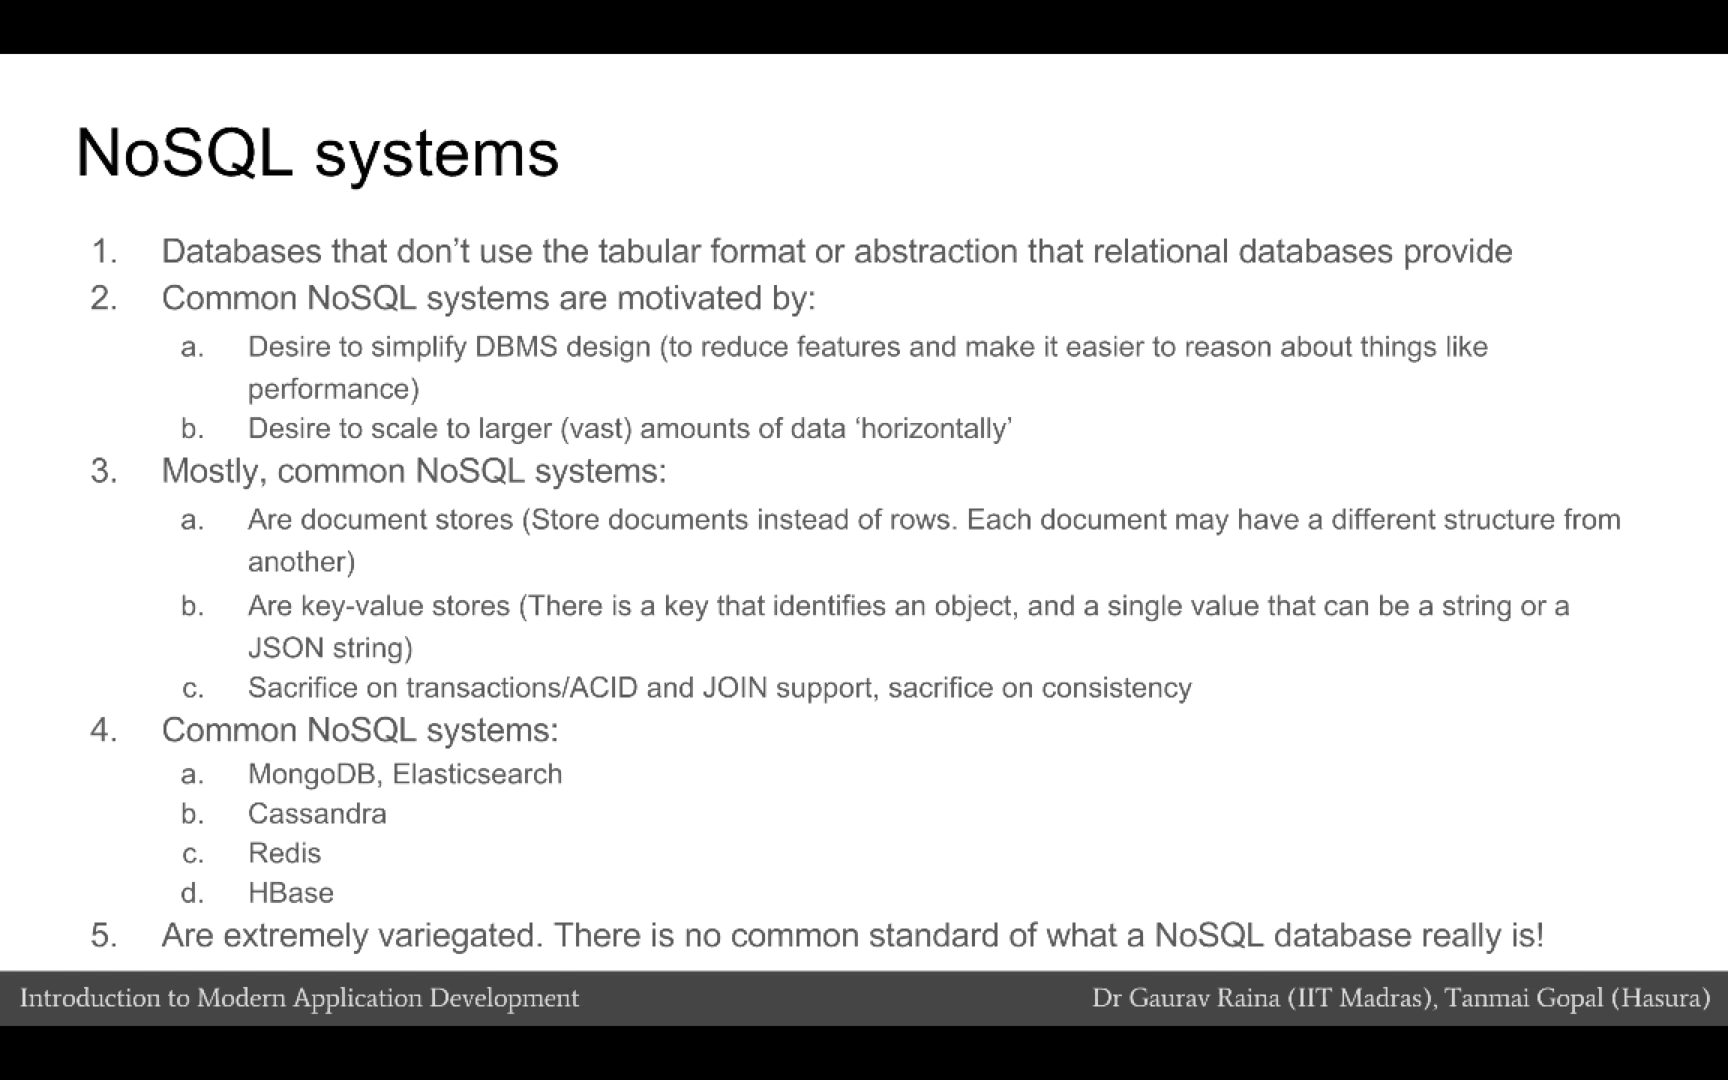 NoSQL systems
1. Databases that don’t use the tabular format or abstraction that relational databases provide
2. Common NoSQL systems are motivated by:
a. Desire to simplify DBMS design (to reduce features and make it easier to reason about things like
performance)
b. Desire to scale to larger (vast) amounts of data ‘horizontally’
3. Mostly, common NoSQL systems:
a. Are document stores (Store documents instead of rows. Each document may have a different structure from
another)
b. Are key-value stores (There is a key that identifies an object, and a single value that can be a string or a
JSON string)
c. Sacrifice on transactions/ACID and JOIN support, sacrifice on consistency
4. Common NoSQL systems:
a. MongoDB, Elasticsearch
b. Cassandra
c. Redis
d. HBase
5. Are extremely variegated. There is no common standard of what a NoSQL database really is!
Introduction to Modern Application Development
Dr Gaurav Raina (IIT Madras), Tanmai Gopal (Hasura)